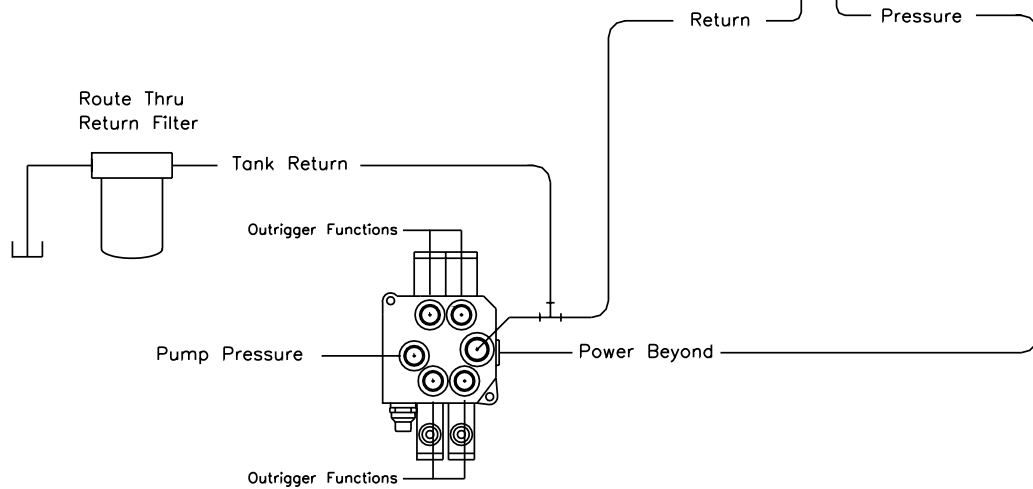 Return
Pressure
Route Thru
Return Filter
Tank Return
Outrigger Functions
Pump Pressure
Power Beyond
Outrigger Functions